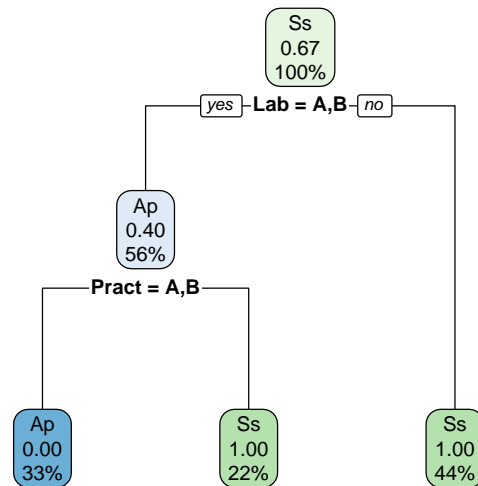 Ss
0.67
100%
yes Lab = A,B no
Ap
0.40
56%
Pract = A,B
Ap
0.00
33%
Ss
1.00
22%
Ss
1.00
44%